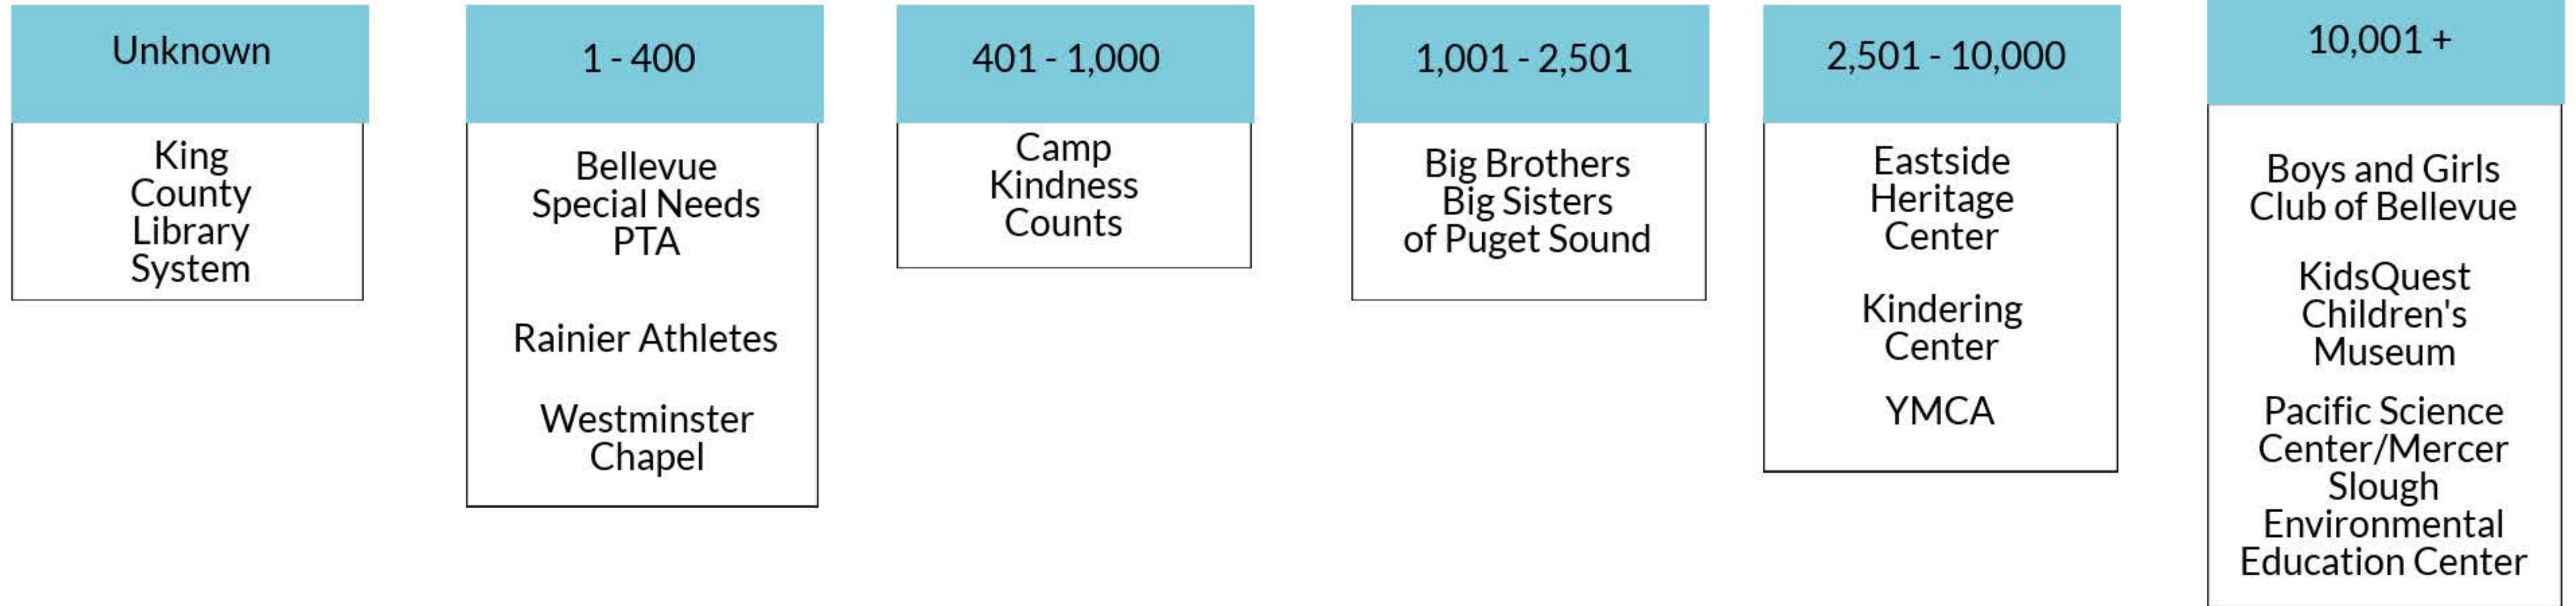 Unknown
King
County
Library
System
1 - 400
Bellevue
Special Needs
PTA
Rainier Athletes
Westminster
Chapel
401 - 1,000
Camp
Kindness
Counts
1,001 - 2,501
Big Brothers
Big Sisters
of Puget Sound
2,501 - 10,000
Eastside
Heritage
Center
Kindering
Center
YMCA
10,001 +
Boys and Girls
Club of Bellevue
KidsQuest
Children's
Museum
Pacific Science
Center/Mercer
Slough
Environmental
Education Center